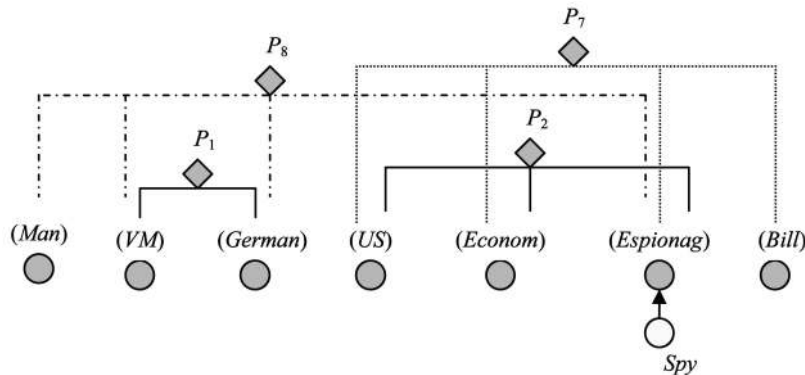 P7
P8
P1
P2
(Man) (VM) (German) (US) (Econom) (Espionag) (Bill)
Spy